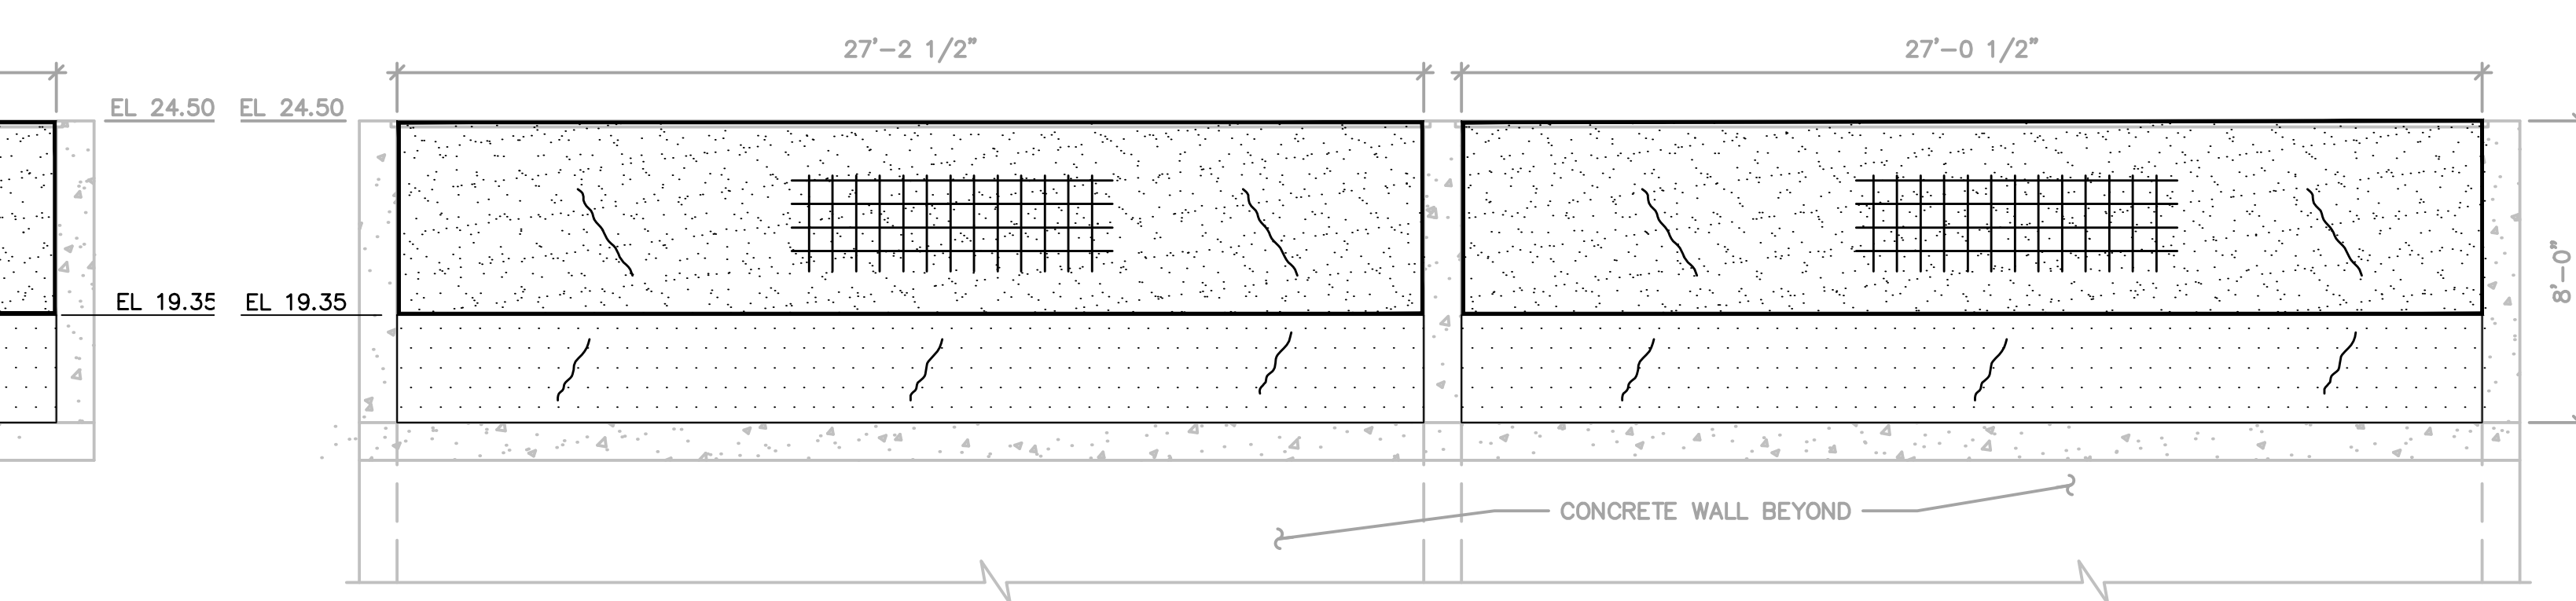 27'-2 1/2"
27'-0 1/2"
EL 24.50
EL 24.50
EL 19.35
EL 19.35
8'-0"
CONCRETE WALL BEYOND